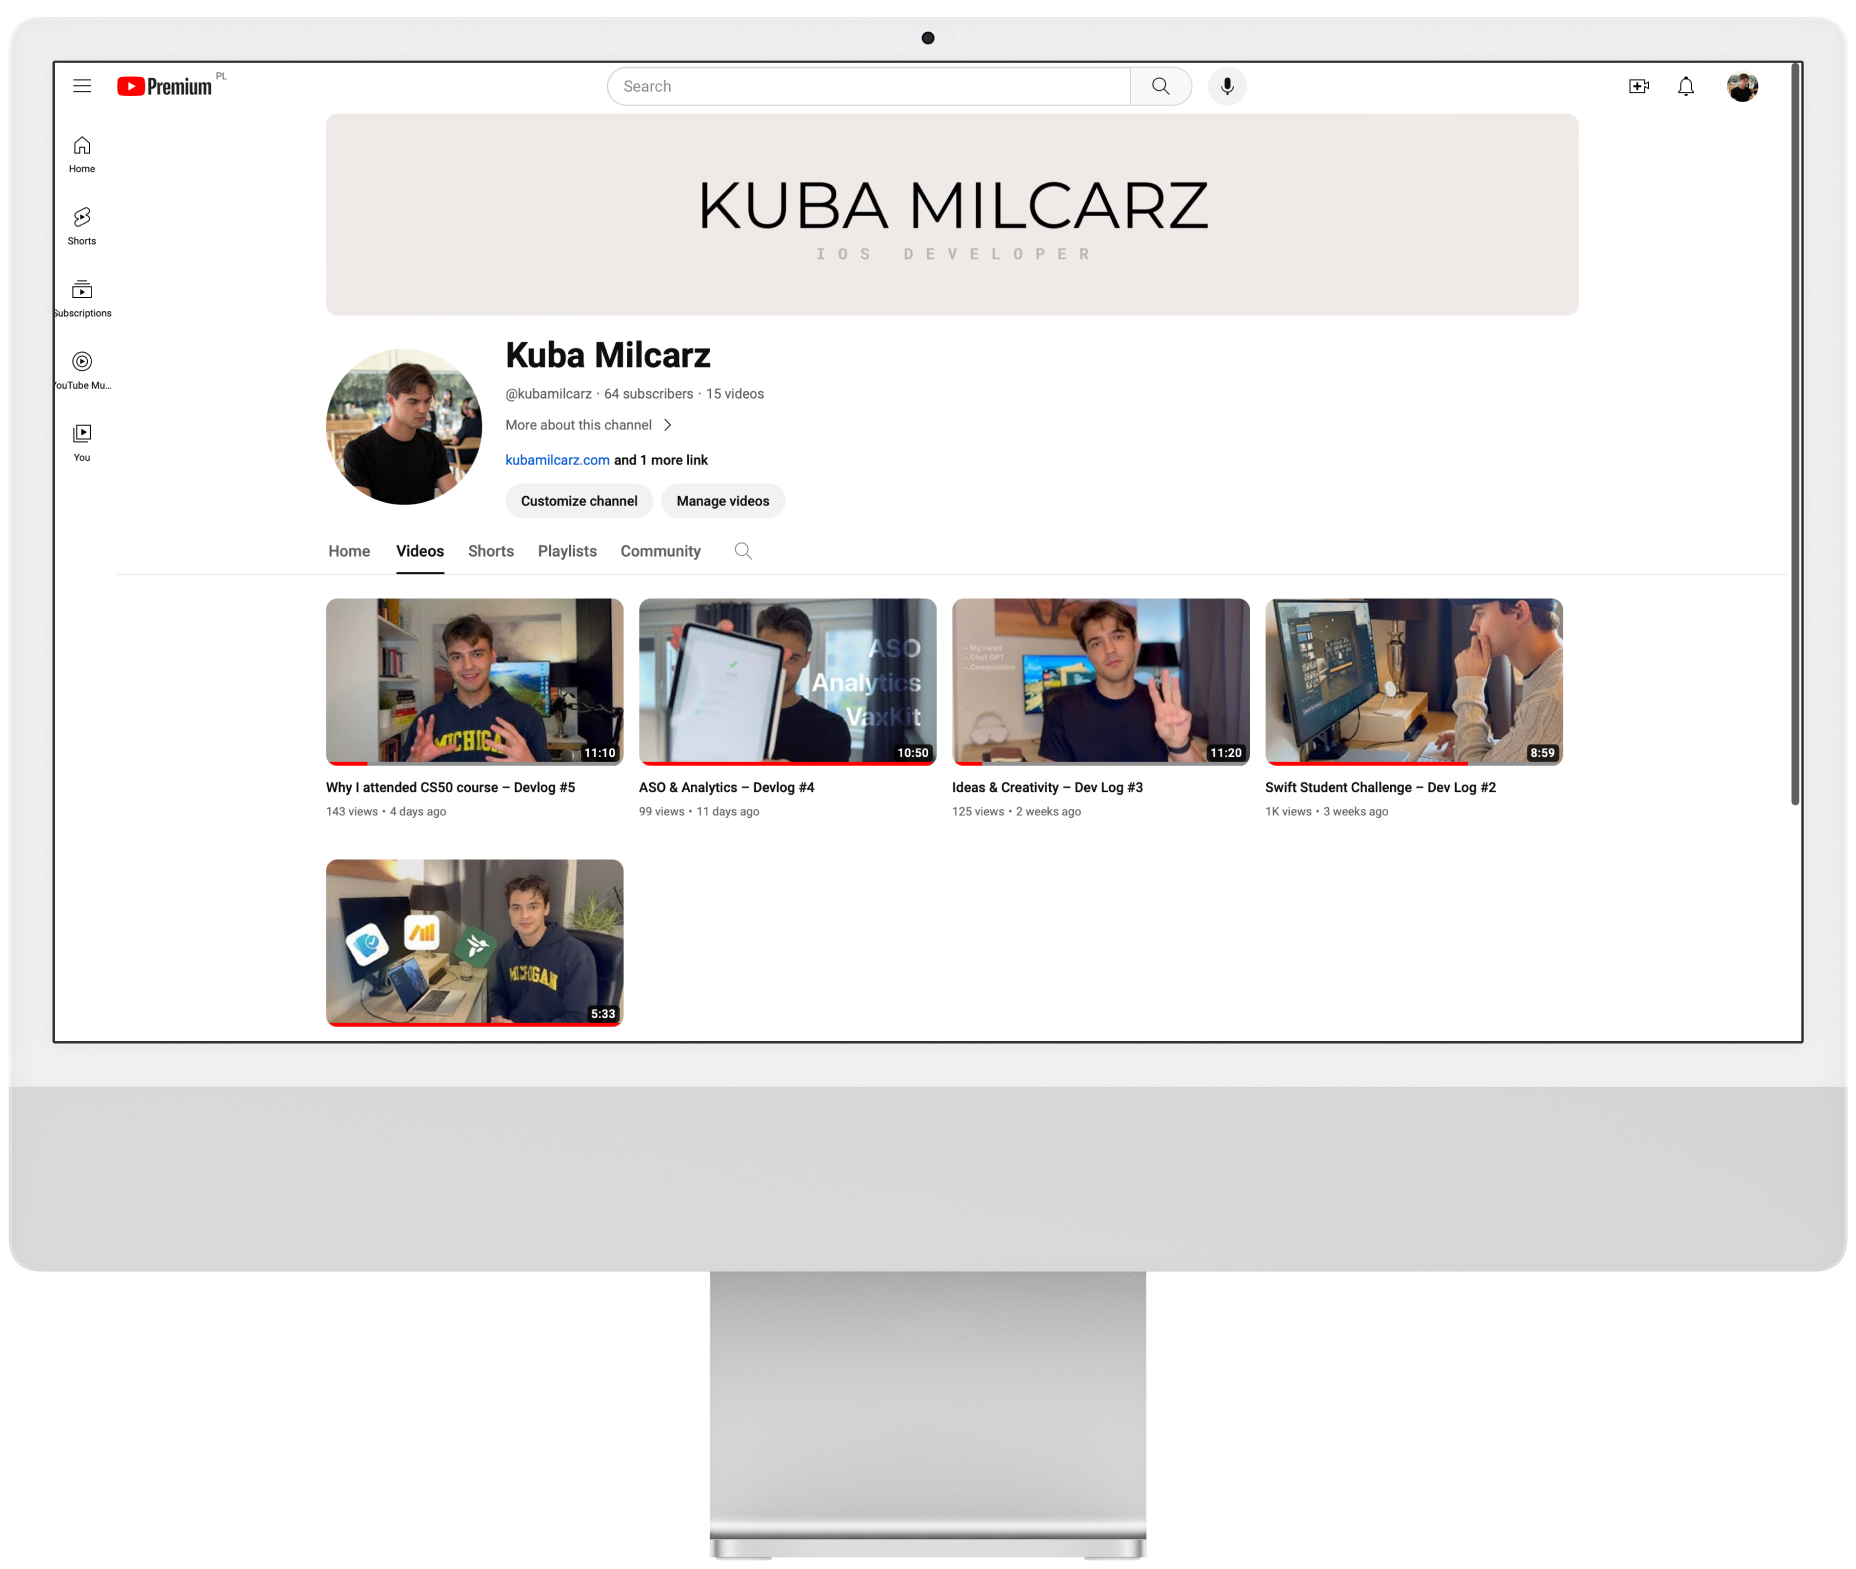 Premium PL
Search
Home
Shorts
Subscriptions
YouTube Mu...
You
KUBA MILCARZ
IOS DEVELOPER
Kuba Milcarz
@kubamilcarz · 64 subscribers · 15 videos
More about this channel
kubamilcarz.com and 1 more link
Customize channel
Manage videos
Home Videos Shorts Playlists Community
MICHIGAN
11:10
ASO
Analytics
VaxKit
10:50
– My Head
– Chat GPT
– Competition
11:20
8:59
Why I attended CS50 course – Devlog #5
143 views • 4 days ago
ASO & Analytics – Devlog #4
99 views • 11 days ago
Ideas & Creativity – Dev Log #3
125 views • 2 weeks ago
Swift Student Challenge – Dev Log #2
1K views • 3 weeks ago
MICHIGAN
5:33